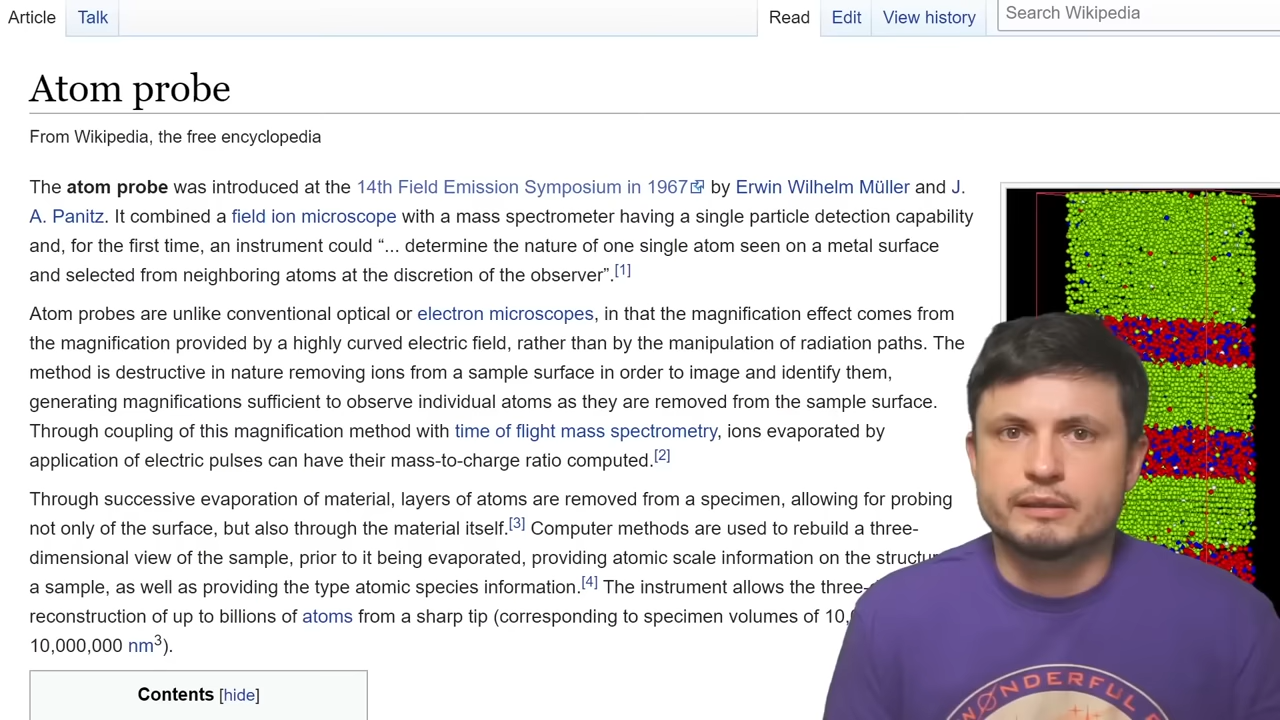 Article Talk Read Edit View history Search Wikipedia
Atom probe
From Wikipedia, the free encyclopedia
The atom probe was introduced at the 14th Field Emission Symposium in 1967 by Erwin Wilhelm Müller and J.
A. Panitz. It combined a field ion microscope with a mass spectrometer having a single particle detection capability
and, for the first time, an instrument could “... determine the nature of one single atom seen on a metal surface
and selected from neighboring atoms at the discretion of the observer”.[1]
Atom probes are unlike conventional optical or electron microscopes, in that the magnification effect comes from
the magnification provided by a highly curved electric field, rather than by the manipulation of radiation paths. The
method is destructive in nature removing ions from a sample surface in order to image and identify them,
generating magnifications sufficient to observe individual atoms as they are removed from the sample surface.
Through coupling of this magnification method with time of flight mass spectrometry, ions evaporated by
application of electric pulses can have their mass-to-charge ratio computed.[2]
Through successive evaporation of material, layers of atoms are removed from a specimen, allowing for probing
not only of the surface, but also through the material itself.[3] Computer methods are used to rebuild a three-
dimensional view of the sample, prior to it being evaporated, providing atomic scale information on the
a sample, as well as providing the type atomic species information.[4] The instrument allows the
reconstruction of up to billions of atoms from a sharp tip (corresponding to specimen volumes of
10,000,000 nm3).
Contents [hide]
WONDERFUL